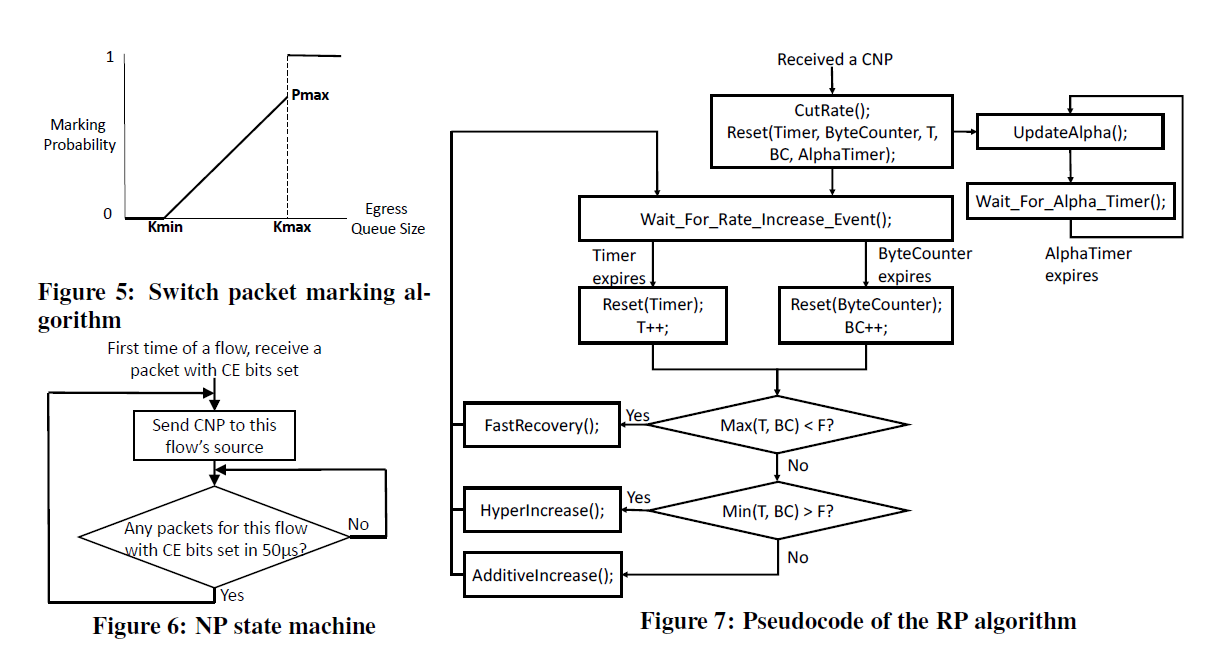 1
Pmax
Marking
Probability
0
Kmin
Kmax
Egress
Queue Size
Figure 5: Switch packet marking al-
gorithm
First time of a flow, receive a
packet with CE bits set
Send CNP to this
flow's source
Any packets for this flow
with CE bits set in 50µs?
No
Yes
Figure 6: NP state machine
Received a CNP
CutRate();
Reset(Timer, ByteCounter, T,
BC, AlphaTimer);
UpdateAlpha();
Wait_For_Alpha_Timer();
AlphaTimer
expires
Wait_For_Rate_Increase_Event();
Timer
expires
ByteCounter
expires
Reset(Timer);
T++;
Reset(ByteCounter);
BC++;
Max(T, BC) < F?
Yes
FastRecovery();
No
Min(T, BC) > F?
Yes
HyperIncrease();
No
AdditiveIncrease();
Figure 7: Pseudocode of the RP algorithm